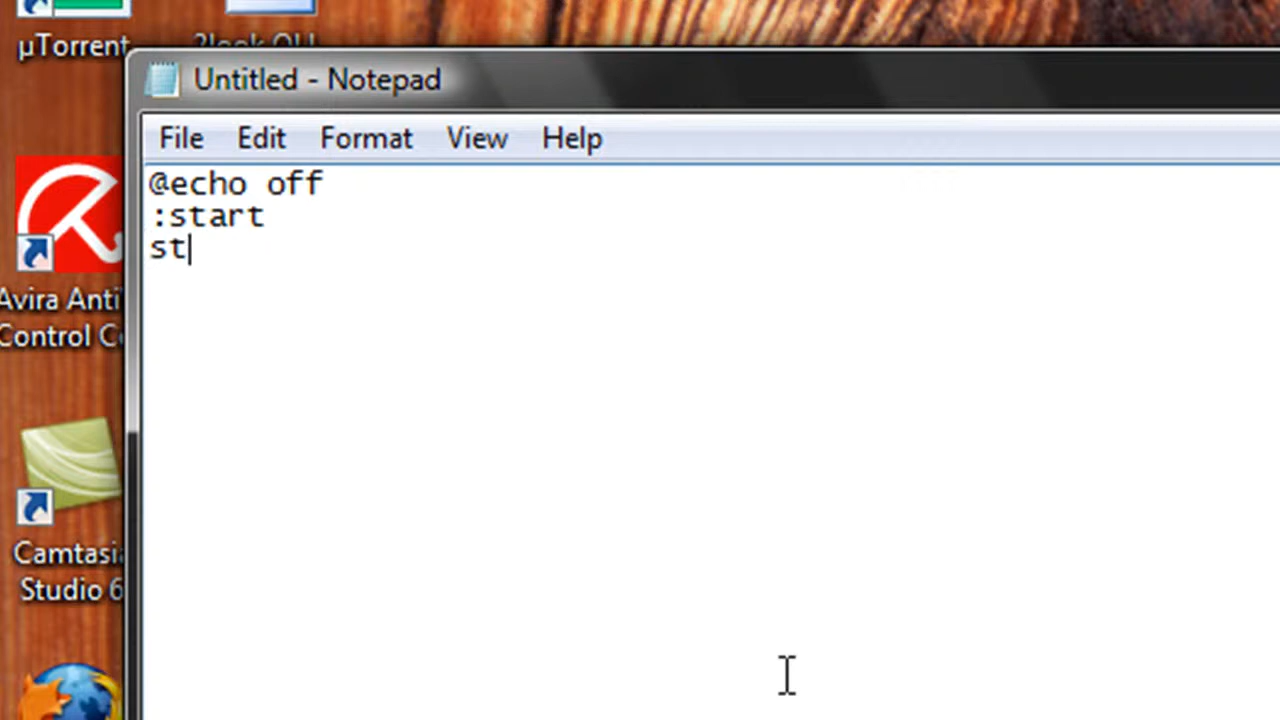 µTorrent
Untitled - Notepad
File Edit Format View Help
@echo off
:start
st
Avira Anti
Control C
Camtasia
Studio 6